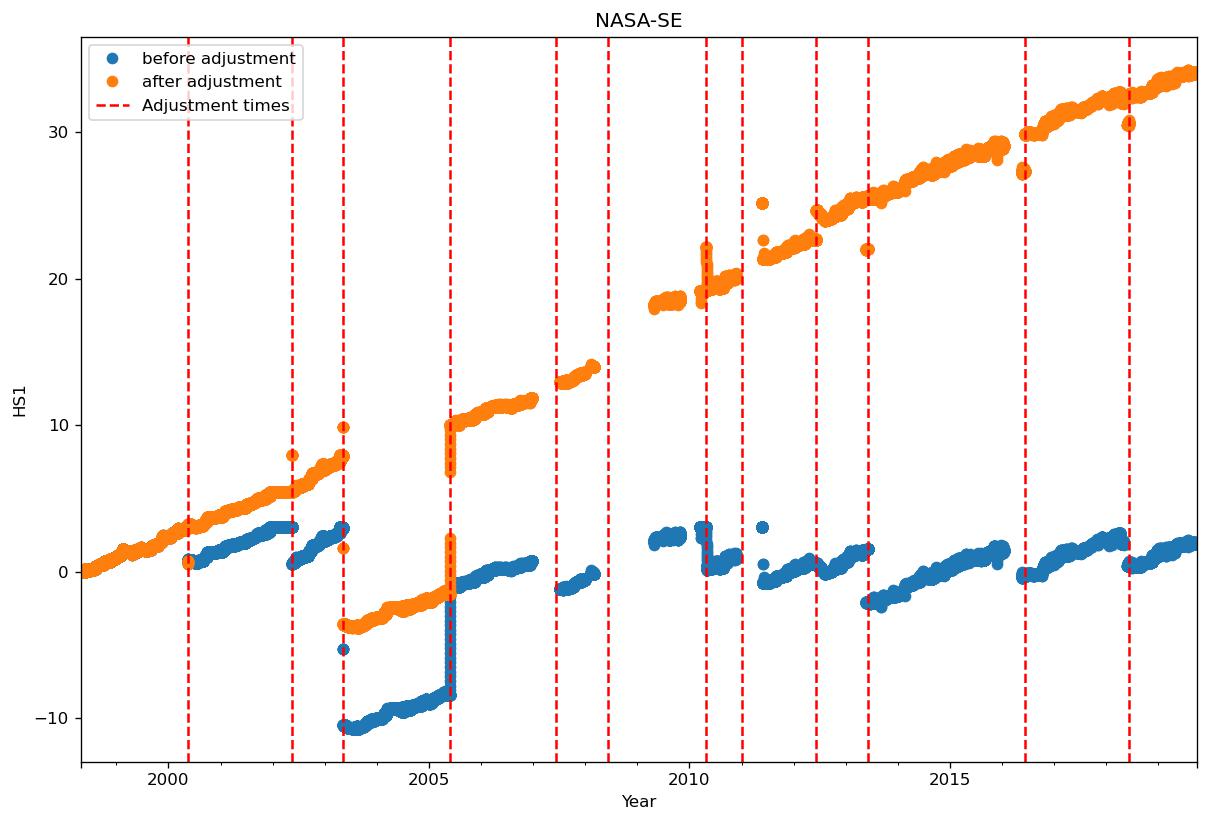 NASA-SE
before adjustment
after adjustment
Adjustment times
30
20
10
0
−10
HS1
2000 2005 2010 2015
Year